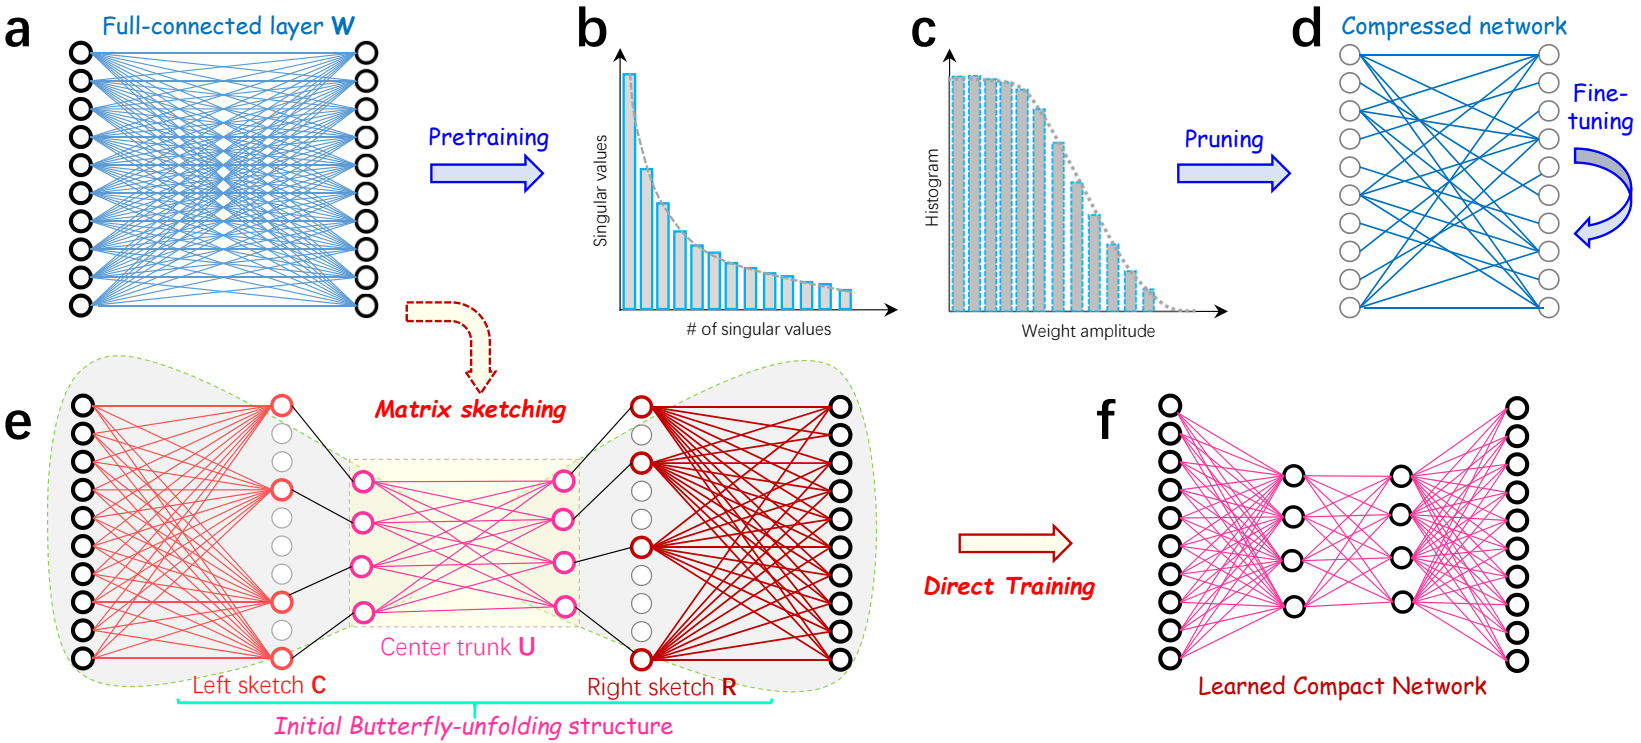 a
Full-connected layer W
Pretraining
b
Singular values
# of singular values
c
Histogram
Weight amplitude
Pruning
d
Compressed network
Fine-
tuning
e
Matrix sketching
Center trunk U
Left sketch C
Right sketch R
Initial Butterfly-unfolding structure
Direct Training
f
Learned Compact Network